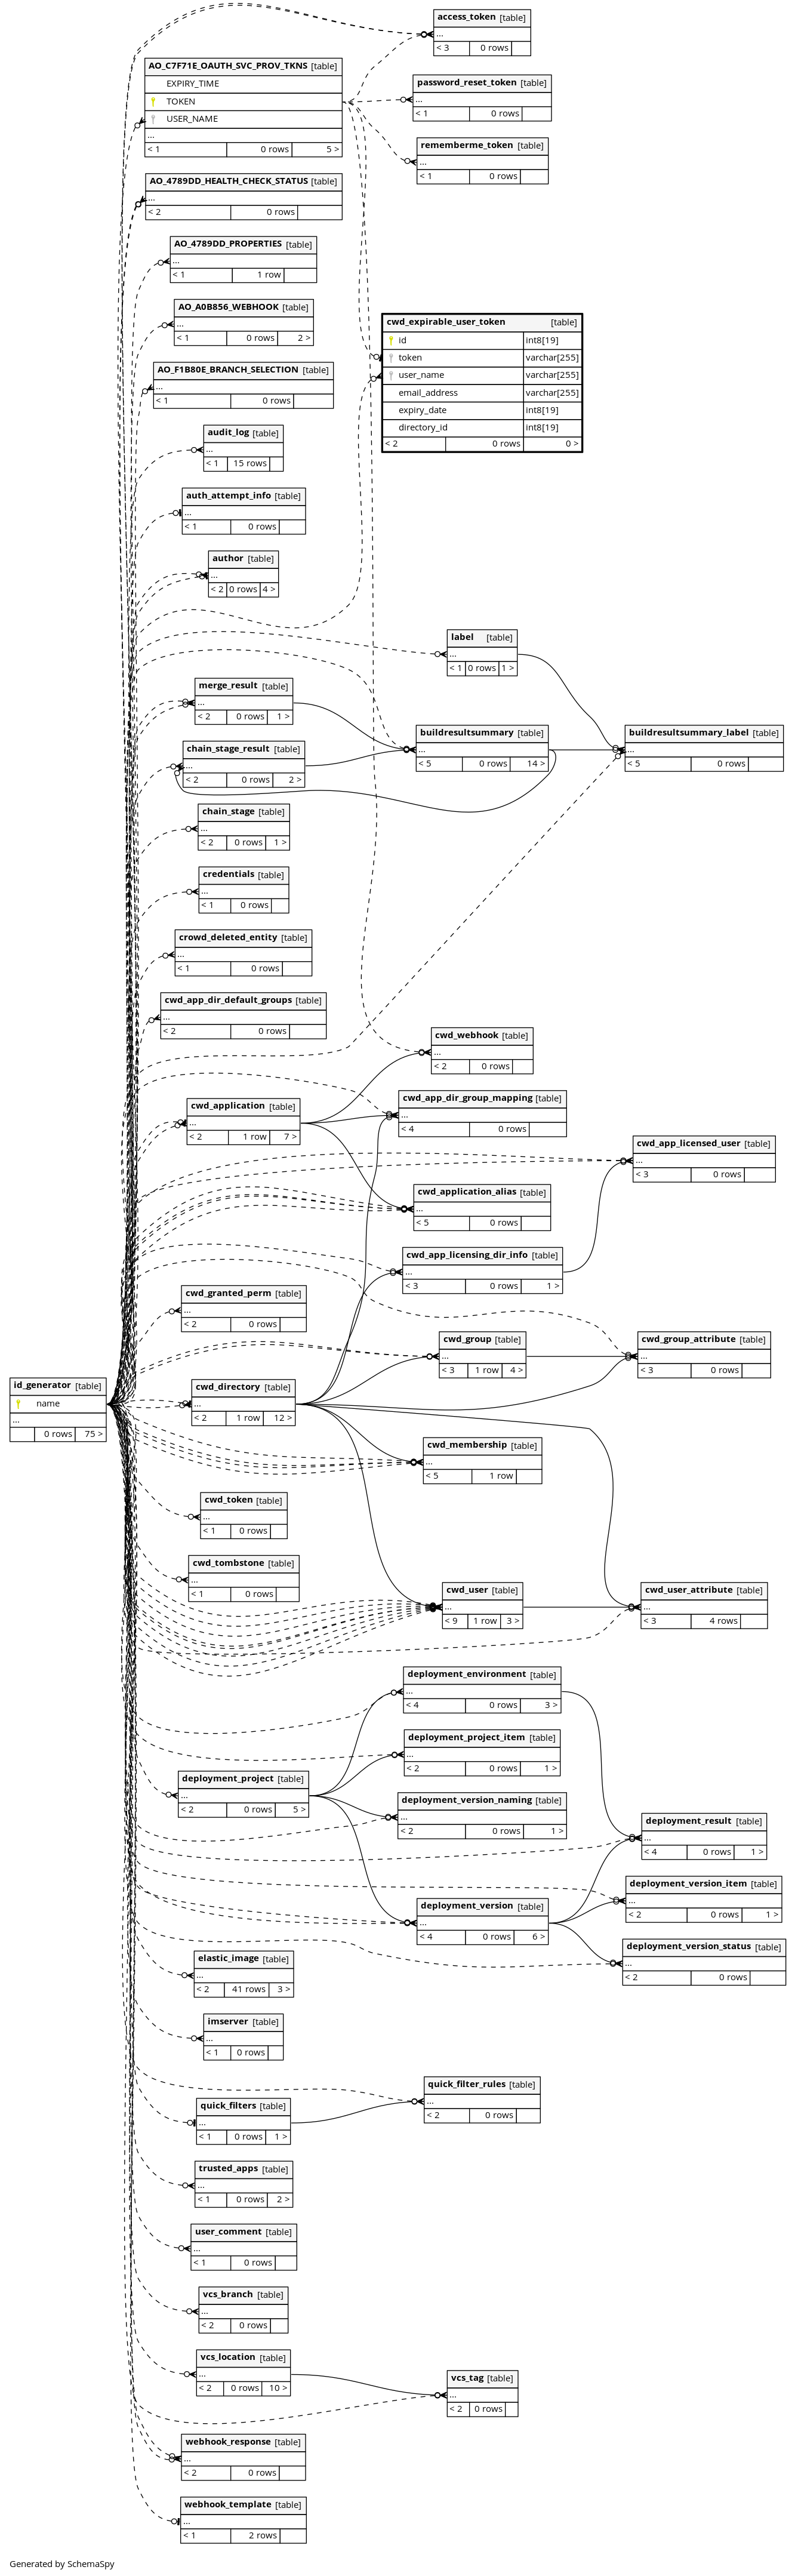 access_token [table]
...
< 3 0 rows
AO_C7F71E_OAUTH_SVC_PROV_TKNS [table]
EXPIRY_TIME
TOKEN
USER_NAME
...
< 1 0 rows 5 >
password_reset_token [table]
...
< 1 0 rows
rememberme_token [table]
...
< 1 0 rows
AO_4789DD_HEALTH_CHECK_STATUS [table]
...
< 2 0 rows
AO_4789DD_PROPERTIES [table]
...
< 1 1 row
AO_A0B856_WEBHOOK [table]
...
< 1 0 rows 2 >
cwd_expirable_user_token [table]
id int8[19]
token varchar[255]
user_name varchar[255]
email_address varchar[255]
expiry_date int8[19]
directory_id int8[19]
< 2 0 rows 0 >
AO_F1B80E_BRANCH_SELECTION [table]
...
< 1 0 rows
audit_log [table]
...
< 1 15 rows
auth_attempt_info [table]
...
< 1 0 rows
author [table]
...
< 2 0 rows 4 >
label [table]
...
< 1 0 rows 1 >
merge_result [table]
...
< 2 0 rows 1 >
buildresultsummary [table]
...
< 5 0 rows 14 >
buildresultsummary_label [table]
...
< 5 0 rows
chain_stage_result [table]
...
< 2 0 rows 2 >
chain_stage [table]
...
< 2 0 rows 1 >
credentials [table]
...
< 1 0 rows
crowd_deleted_entity [table]
...
< 1 0 rows
cwd_app_dir_default_groups [table]
...
< 2 0 rows
cwd_webhook [table]
...
< 2 0 rows
cwd_application [table]
...
< 2 1 row 7 >
cwd_app_dir_group_mapping [table]
...
< 4 0 rows
cwd_app_licensed_user [table]
...
< 3 0 rows
cwd_application_alias [table]
...
< 5 0 rows
cwd_app_licensing_dir_info [table]
...
< 3 0 rows 1 >
cwd_granted_perm [table]
...
< 2 0 rows
cwd_group [table]
...
< 3 1 row 4 >
cwd_group_attribute [table]
...
< 3 0 rows
id_generator [table]
name
...
0 rows 75 >
cwd_directory [table]
...
< 2 1 row 12 >
cwd_membership [table]
...
< 5 1 row
cwd_token [table]
...
< 1 0 rows
cwd_tombstone [table]
...
< 1 0 rows
cwd_user [table]
...
< 9 1 row 3 >
cwd_user_attribute [table]
...
< 3 4 rows
deployment_environment [table]
...
< 4 0 rows 3 >
deployment_project_item [table]
...
< 2 0 rows 1 >
deployment_project [table]
...
< 2 0 rows 5 >
deployment_version_naming [table]
...
< 2 0 rows 1 >
deployment_result [table]
...
< 4 0 rows 1 >
deployment_version_item [table]
...
< 2 0 rows 1 >
deployment_version [table]
...
< 4 0 rows 6 >
deployment_version_status [table]
...
< 2 0 rows
elastic_image [table]
...
< 2 41 rows 3 >
imserver [table]
...
< 1 0 rows
quick_filter_rules [table]
...
< 2 0 rows
quick_filters [table]
...
< 1 0 rows 1 >
trusted_apps [table]
...
< 1 0 rows 2 >
user_comment [table]
...
< 1 0 rows
vcs_branch [table]
...
< 2 0 rows
vcs_location [table]
...
< 2 0 rows 10 >
vcs_tag [table]
...
< 2 0 rows
webhook_response [table]
...
< 2 0 rows
webhook_template [table]
...
< 1 2 rows
Generated by SchemaSpy